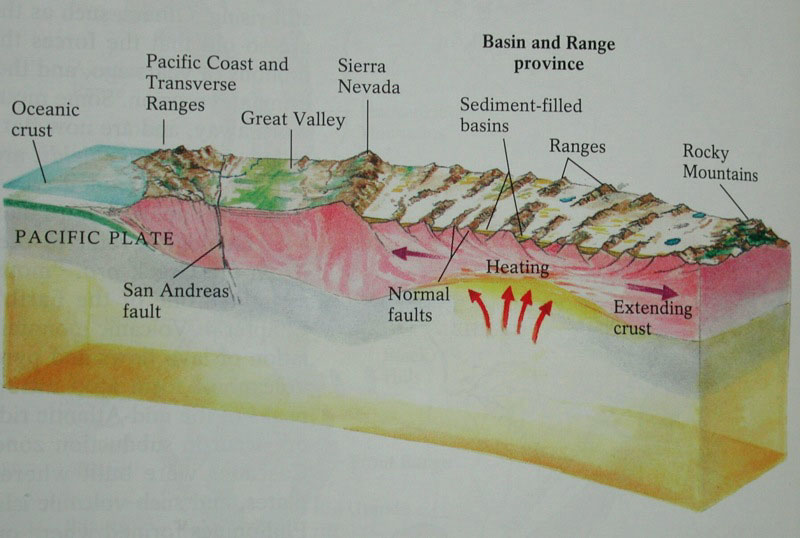 Basin and Range
province
Pacific Coast and
Transverse
Ranges
Sierra
Nevada
Oceanic
crust
Great Valley
Sediment-filled
basins
Ranges
Rocky
Mountains
PACIFIC PLATE
San Andreas
fault
Normal
faults
Heating
Extending
crust